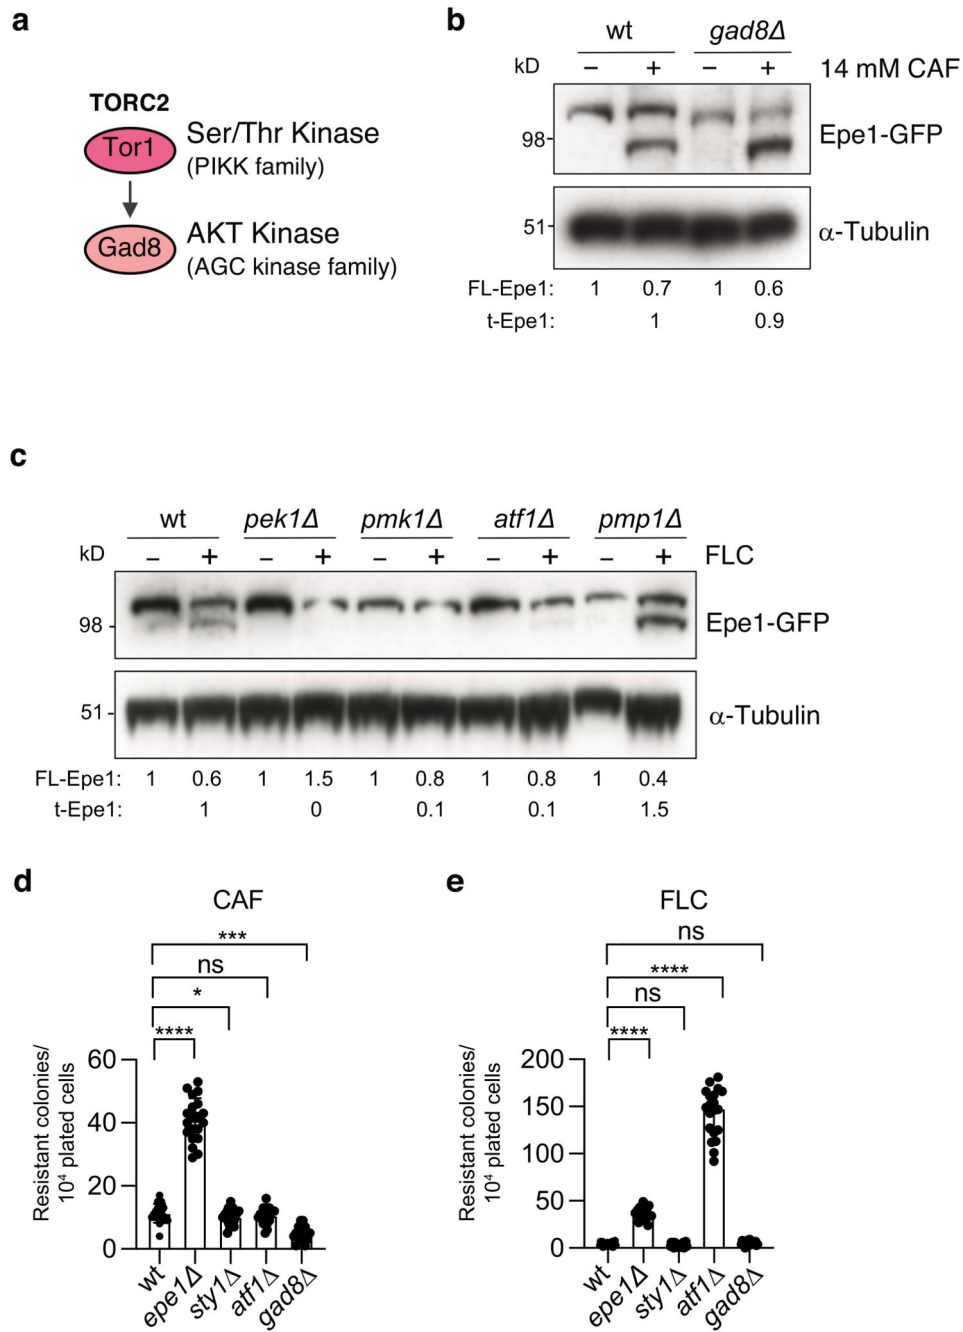 a
TORC2
Tor1
Ser/Thr Kinase
(PIKK family)
Gad8
AKT Kinase
(AGC kinase family)
b
wt gad8Δ
kD – + – + 14 mM CAF
98- Epe1-GFP
51- α-Tubulin
FL-Epe1: 1 0.7 1 0.6
t-Epe1: 1 0.9
c
wt pek1Δ pmk1Δ atf1Δ pmp1Δ
kD – + – + – + – + – + FLC
98 - Epe1-GFP
51 - α-Tubulin
FL-Epe1: 1 0.6 1 1.5 1 0.8 1 0.8 1 0.4
t-Epe1: 1 0 0.1 0.1 1.5
d
CAF
***
ns
*
****
Resistant colonies/
10⁴ plated cells
60
40
20
0
wt epe1Δ sty1Δ atf1Δ gad8Δ
e
FLC
ns
****
ns
****
Resistant colonies/
10⁴ plated cells
200
150
100
50
0
wt epe1Δ sty1Δ atf1Δ gad8Δ